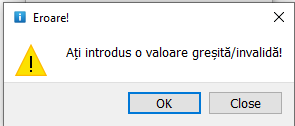 Eroare!
Ați introdus o valoare greșită/invalidă!
OK
Close